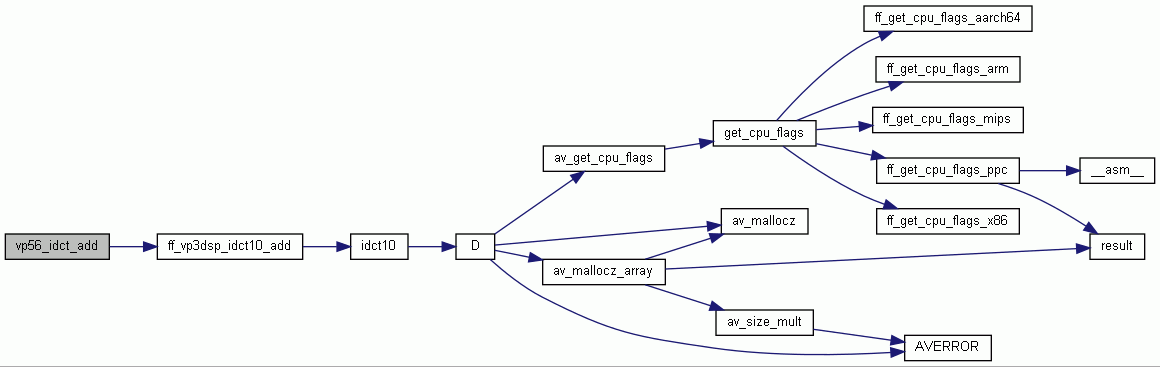 ff_get_cpu_flags_aarch64
ff_get_cpu_flags_arm
ff_get_cpu_flags_mips
get_cpu_flags
av_get_cpu_flags
ff_get_cpu_flags_ppc
__asm__
av_mallocz
ff_get_cpu_flags_x86
vp56_idct_add
ff_vp3dsp_idct10_add
idct10
D
result
av_mallocz_array
av_size_mult
AVERROR